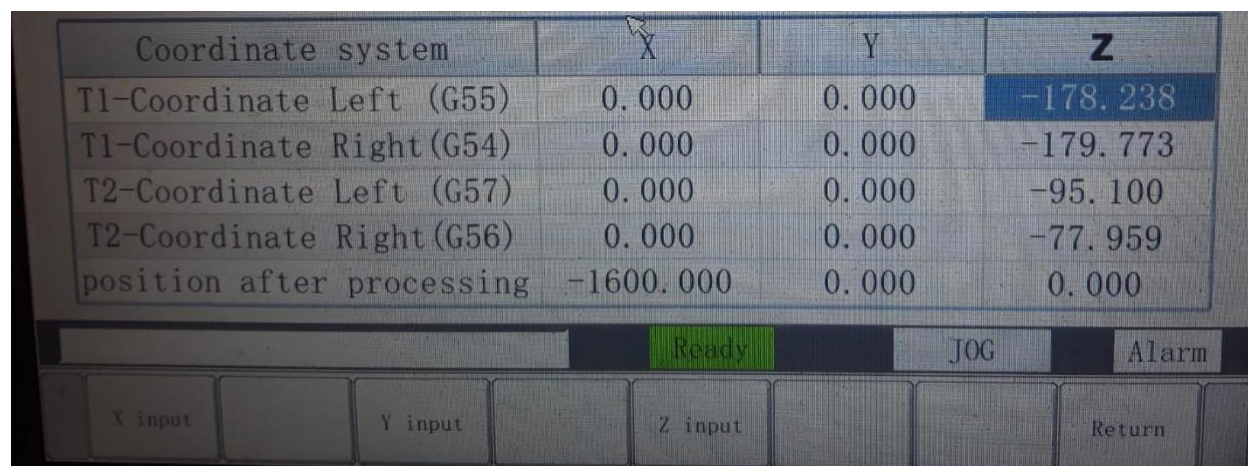 Coordinate system X Y Z
T1-Coordinate Left (G55) 0.000 0.000 -178.238
T1-Coordinate Right(G54) 0.000 0.000 -179.773
T2-Coordinate Left (G57) 0.000 0.000 -95.100
T2-Coordinate Right(G56) 0.000 0.000 -77.959
position after processing -1600.000 0.000 0.000
Ready JOG Alarm
X input Y input Z input Return